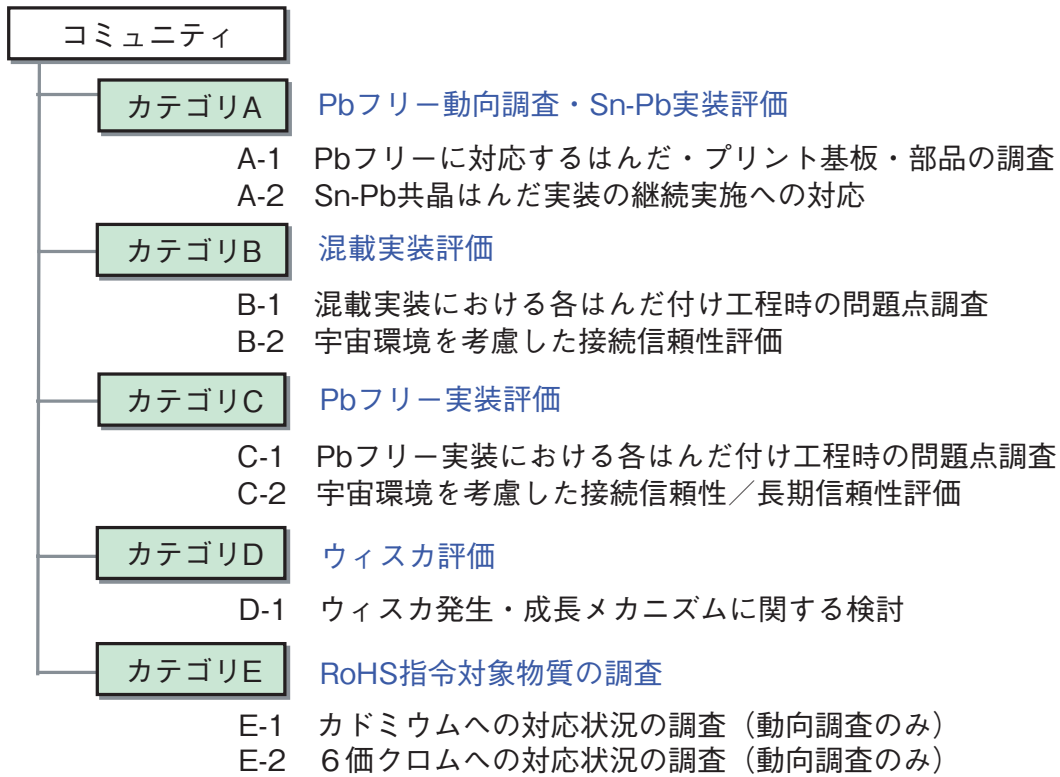 コミュニティ
カテゴリA Pbフリー動向調査・Sn-Pb実装評価
A-1 Pbフリーに対応するはんだ・プリント基板・部品の調査
A-2 Sn-Pb共晶はんだ実装の継続実施への対応
カテゴリB 混載実装評価
B-1 混載実装における各はんだ付け工程時の問題点調査
B-2 宇宙環境を考慮した接続信頼性評価
カテゴリC Pbフリー実装評価
C-1 Pbフリー実装における各はんだ付け工程時の問題点調査
C-2 宇宙環境を考慮した接続信頼性／長期信頼性評価
カテゴリD ウィスカ評価
D-1 ウィスカ発生・成長メカニズムに関する検討
カテゴリE RoHS指令対象物質の調査
E-1 カドミウムへの対応状況の調査（動向調査のみ）
E-2 ６価クロムへの対応状況の調査（動向調査のみ）